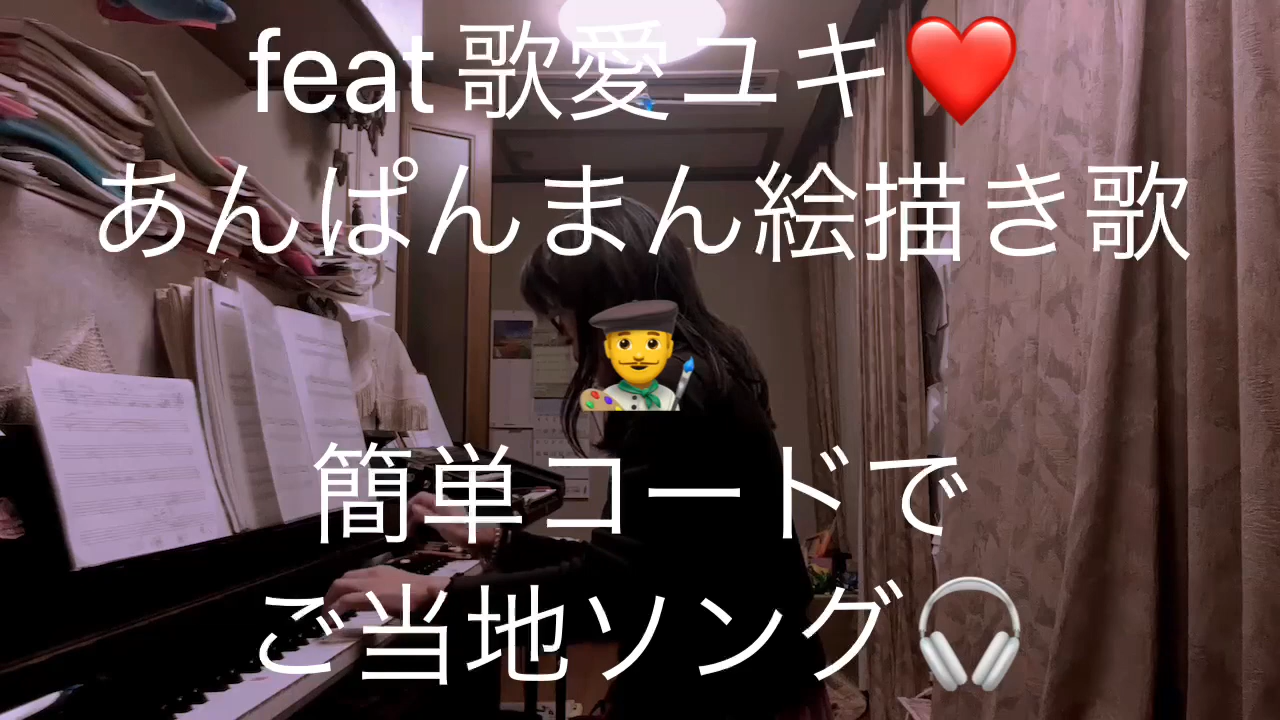 feat 歌愛ユキ❤️
あんぱんまん絵描き歌
👨‍🎨
簡単コードで
ご当地ソング🎧